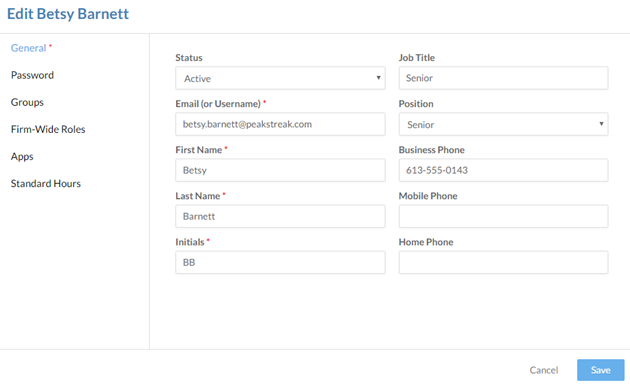 Edit Betsy Barnett
General *
Password
Groups
Firm-Wide Roles
Apps
Standard Hours
Status
Active
Job Title
Senior
Email (or Username) *
betsy.barnett@peakstreak.com
Position
Senior
First Name *
Betsy
Business Phone
613-555-0143
Last Name *
Barnett
Mobile Phone
Initials *
BB
Home Phone
Cancel
Save